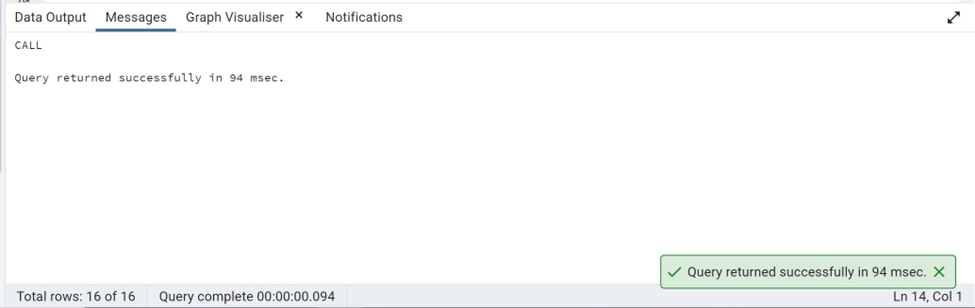 Data Output Messages Graph Visualiser × Notifications
CALL
Query returned successfully in 94 msec.
Query returned successfully in 94 msec.
Total rows: 16 of 16 Query complete 00:00:00.094 Ln 14, Col 1